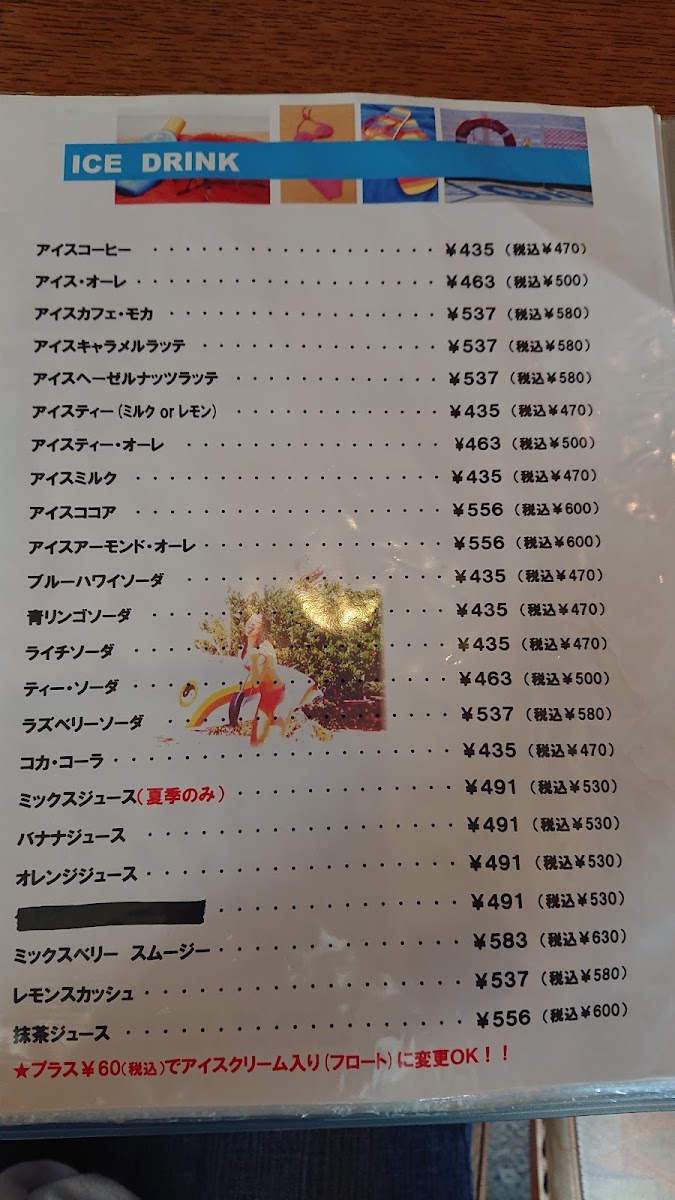 ICE DRINK
アイスコーヒー ・・・・・・・・・・・・・・・・・・ ¥435 (税込¥470)
アイス・オーレ ・・・・・・・・・・・・・・・・・・・ ¥463 (税込¥500)
アイスカフェ・モカ ・・・・・・・・・・・・・・・・・ ¥537 (税込¥580)
アイスキャラメルラッテ ・・・・・・・・・・・・・・・ ¥537 (税込¥580)
アイスヘーゼルナッツラッテ ・・・・・・・・・・・・・ ¥537 (税込¥580)
アイスティー(ミルク or レモン) ・・・・・・・・・・・・・ ¥435 (税込¥470)
アイスティー・オーレ ・・・・・・・・・・・・・・・・ ¥463 (税込¥500)
アイスミルク ・・・・・・・・・・・・・・・・・・・ ¥435 (税込¥470)
アイスココア ・・・・・・・・・・・・・・・・・・・ ¥556 (税込¥600)
アイスアーモンド・オーレ ・・・・・・・・・・・・・・・ ¥556 (税込¥600)
ブルーハワイソーダ ・・・・・・・・・・・・・・・・ ¥435 (税込¥470)
青リンゴソーダ ・・・・・・・・・・・・・・・・・・ ¥435 (税込¥470)
ライチソーダ ・・・・・・・・・・・・・・・・・・・ ¥435 (税込¥470)
ティー・ソーダ ・・・・・・・・・・・・・・・・・・・ ¥463 (税込¥500)
ラズベリーソーダ ・・・・・・・・・・・・・・・・・ ¥537 (税込¥580)
コカ・コーラ ・・・・・・・・・・・・・・・・・・・・ ¥435 (税込¥470)
ミックスジュース(夏季のみ) ・・・・・・・・・・・・・ ¥491 (税込¥530)
バナナジュース ・・・・・・・・・・・・・・・・・・ ¥491 (税込¥530)
オレンジジュース ・・・・・・・・・・・・・・・・・・ ¥491 (税込¥530)
・・・・・・・・・・・・・・ ¥491 (税込¥530)
ミックスベリー スムージー ・・・・・・・・・・・・・・ ¥583 (税込¥630)
レモンスカッシュ ・・・・・・・・・・・・・・・・・・ ¥537 (税込¥580)
抹茶ジュース ・・・・・・・・・・・・・・・・・・・ ¥556 (税込¥600)
★プラス¥60(税込)でアイスクリーム入り(フロート)に変更OK!!